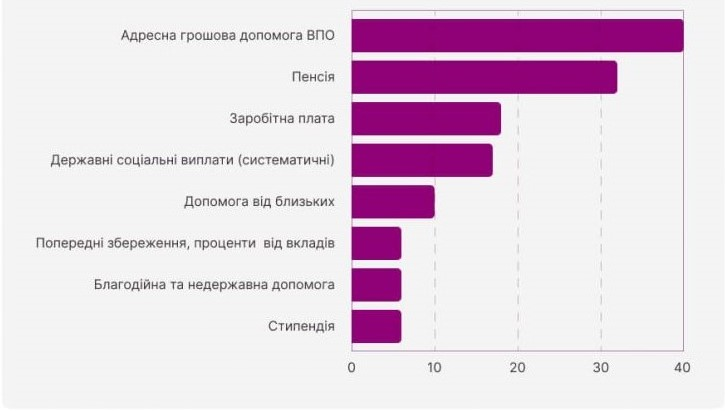 Адресна грошова допомога ВПО
Пенсія
Заробітна плата
Державні соціальні виплати (систематичні)
Допомога від близьких
Попередні збереження, проценти від вкладів
Благодійна та недержавна допомога
Стипендія
0 10 20 30 40